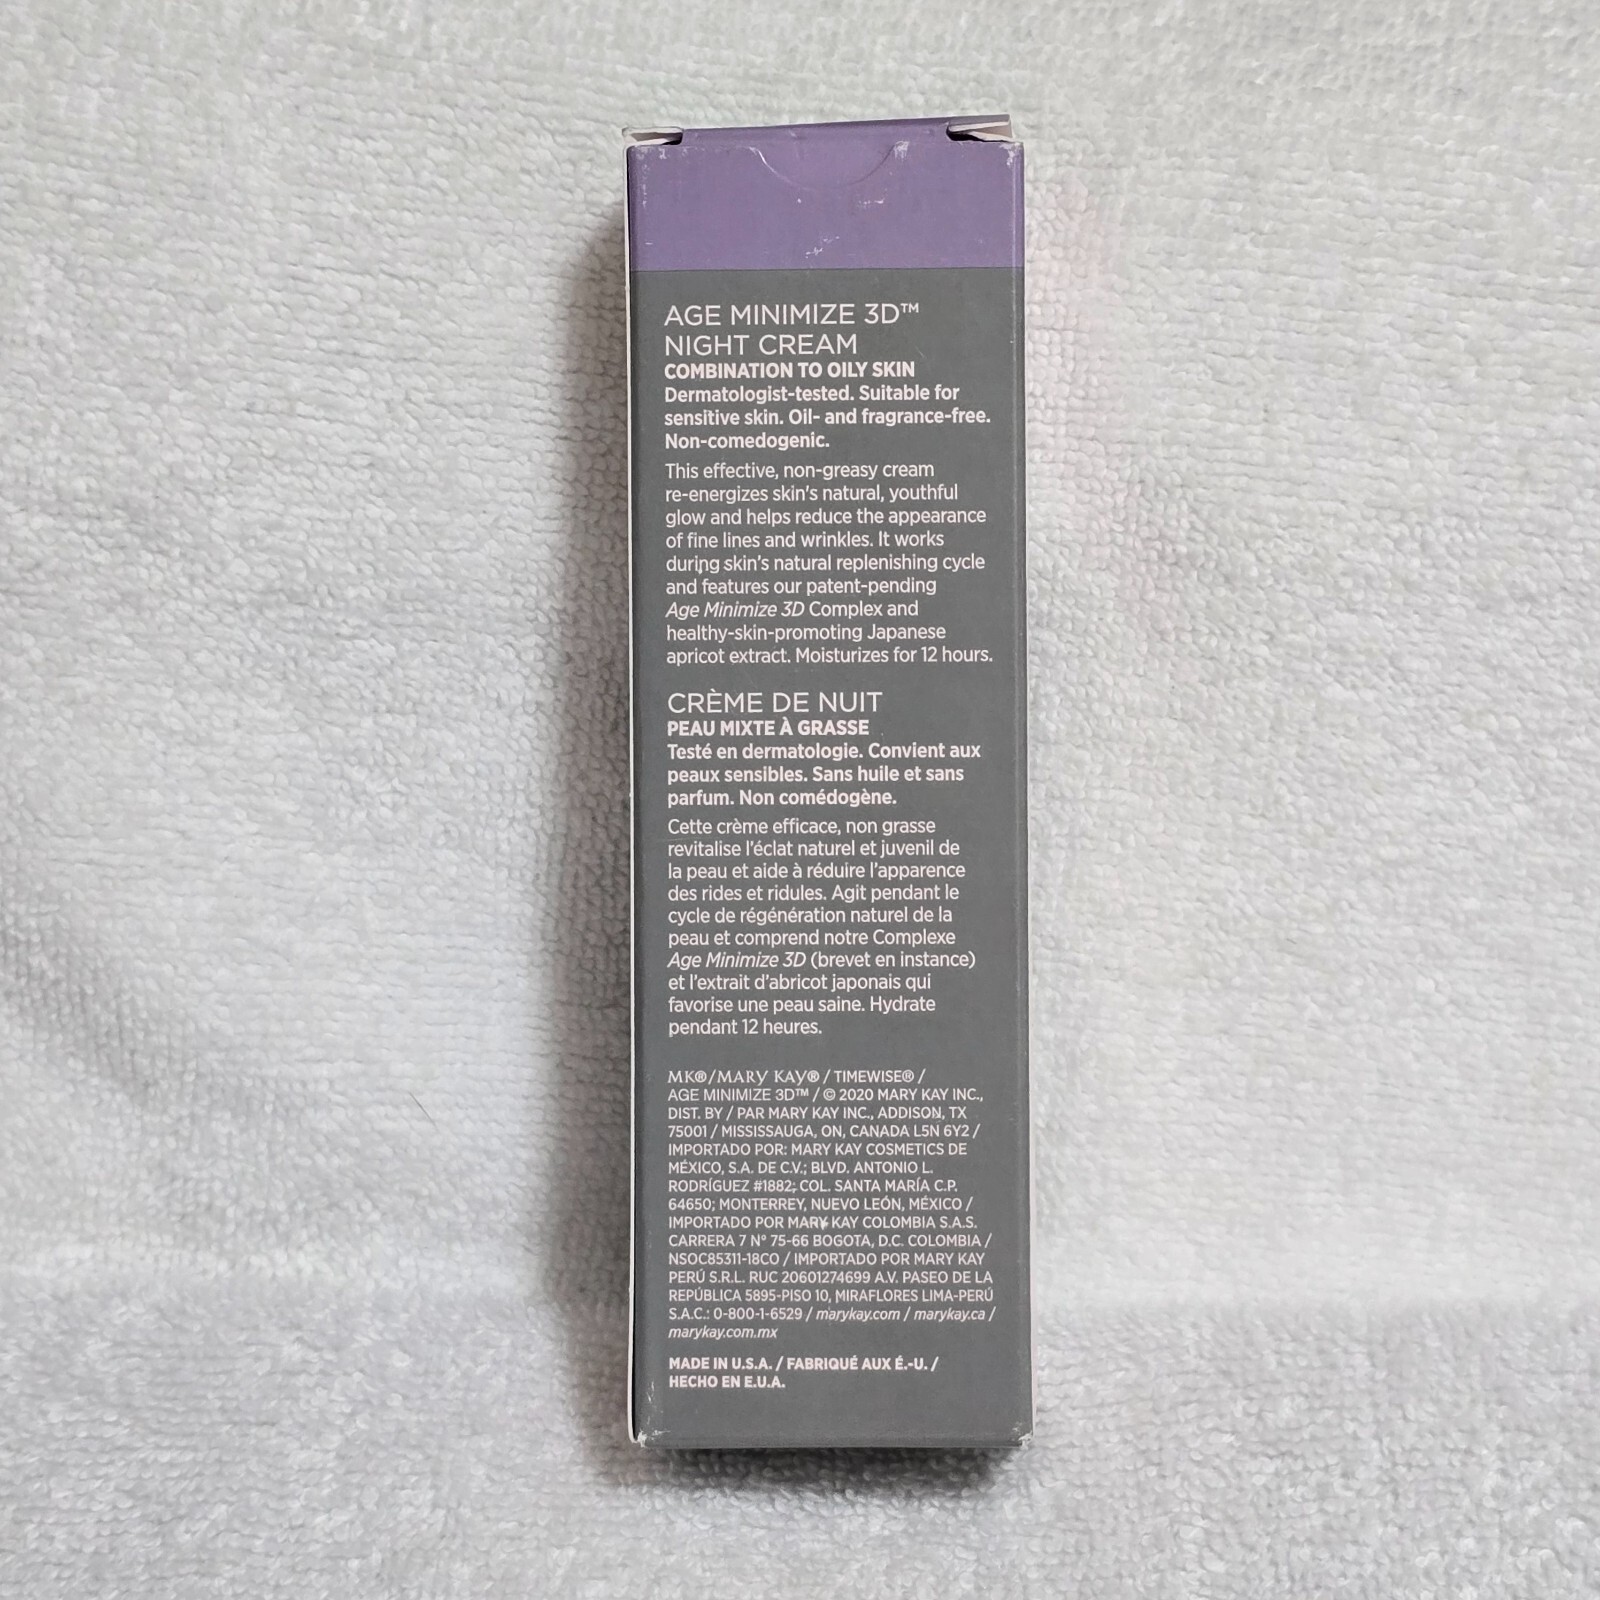 AGE MINIMIZE 3D™
NIGHT CREAM
COMBINATION TO OILY SKIN
Dermatologist-tested. Suitable for
sensitive skin. Oil- and fragrance-free.
Non-comedogenic.
This effective, non-greasy cream
re-energizes skin's natural, youthful
glow and helps reduce the appearance
of fine lines and wrinkles. It works
during skin's natural replenishing cycle
and features our patent-pending
Age Minimize 3D Complex and
healthy-skin-promoting Japanese
apricot extract. Moisturizes for 12 hours.
CRÈME DE NUIT
PEAU MIXTE À GRASSE
Testé en dermatologie. Convient aux
peaux sensibles. Sans huile et sans
parfum. Non comédogène.
Cette crème efficace, non grasse
revitalise l'éclat naturel et juvenil de
la peau et aide à réduire l'apparence
des rides et ridules. Agit pendant le
cycle de régénération naturel de la
peau et comprend notre Complexe
Age Minimize 3D (brevet en instance)
et l'extrait d'abricot japonais qui
favorise une peau saine. Hydrate
pendant 12 heures.
MK®/MARY KAY® / TIMEWISE® /
AGE MINIMIZE 3D™ / © 2020 MARY KAY INC.,
DIST. BY / PAR MARY KAY INC., ADDISON, TX
75001 / MISSISSAUGA, ON, CANADA L5N 6Y2 /
IMPORTADO POR: MARY KAY COSMETICS DE
MÉXICO, S.A. DE C.V.; BLVD. ANTONIO L.
RODRÍGUEZ #1882; COL. SANTA MARÍA C.P.
64650; MONTERREY, NUEVO LEÓN, MÉXICO /
IMPORTADO POR MARY KAY COLOMBIA S.A.S.
CARRERA 7 N° 75-66 BOGOTA, D.C. COLOMBIA /
NSOC85311-18CO / IMPORTADO POR MARY KAY
PERÚ S.R.L. RUC 20601274699 A.V. PASEO DE LA
REPÚBLICA 5895-PISO 10, MIRAFLORES LIMA-PERÚ
S.A.C.: 0-800-1-6529 / marykay.com / marykay.ca /
marykay.com.mx
MADE IN U.S.A. / FABRIQUÉ AUX É.-U. /
HECHO EN E.U.A.